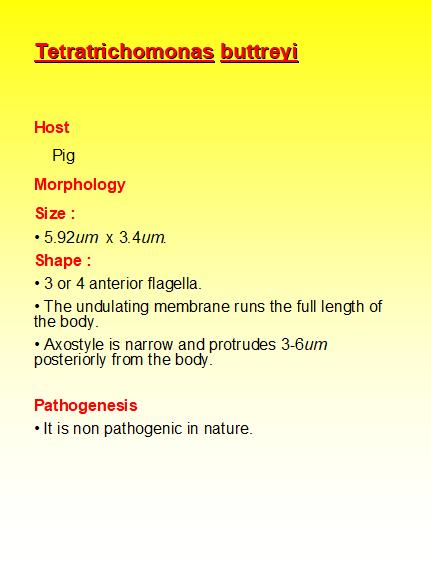 Tetratrichomonas buttreyi
Host
Pig
Morphology
Size :
• 5.92um x 3.4um.
Shape :
• 3 or 4 anterior flagella.
• The undulating membrane runs the full length of
the body.
• Axostyle is narrow and protrudes 3-6um
posteriorly from the body.
Pathogenesis
• It is non pathogenic in nature.